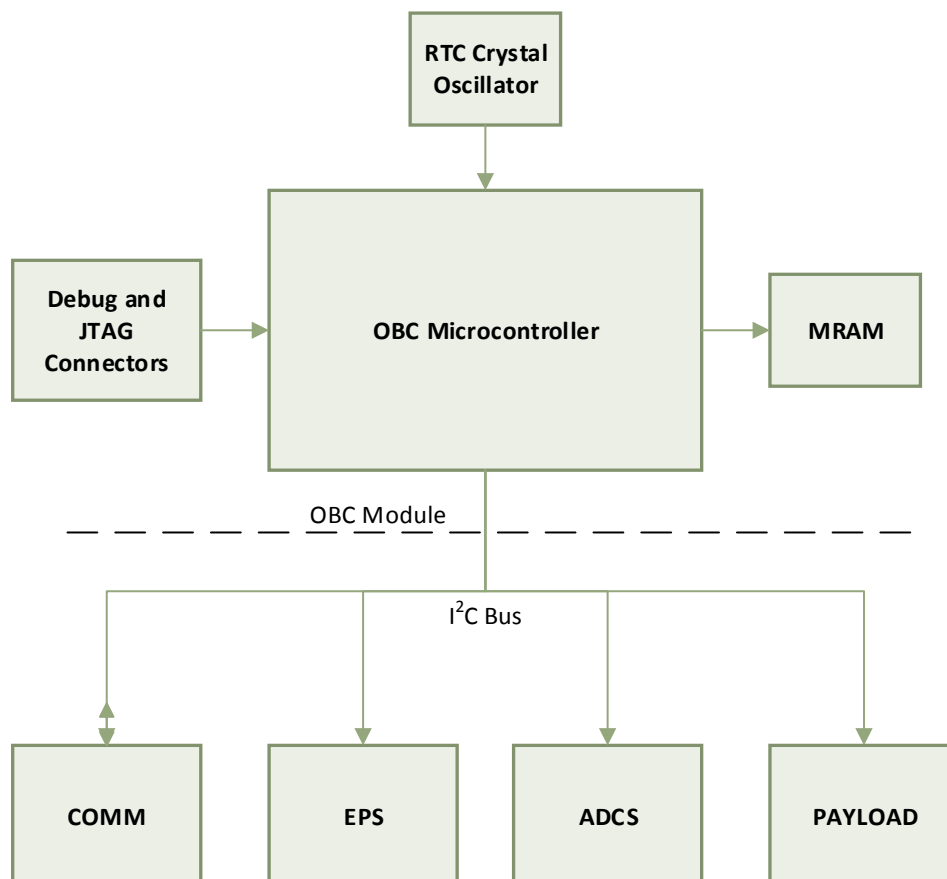 RTC Crystal
Oscillator
Debug and
JTAG
Connectors
OBC Microcontroller
MRAM
OBC Module
I²C Bus
COMM
EPS
ADCS
PAYLOAD